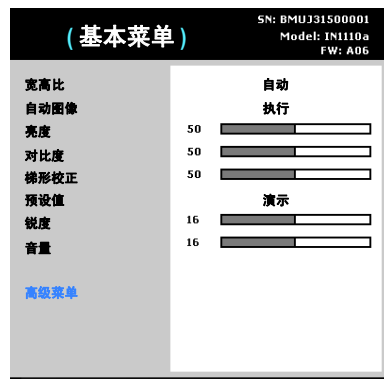 (基本菜单)
SN: BMUJ31500001
Model: IN1110a
FW: A06
宽高比 自动
自动图像 执行
亮度 50
对比度 50
梯形校正 50
预设值 演示
锐度 16
音量 16
高级菜单